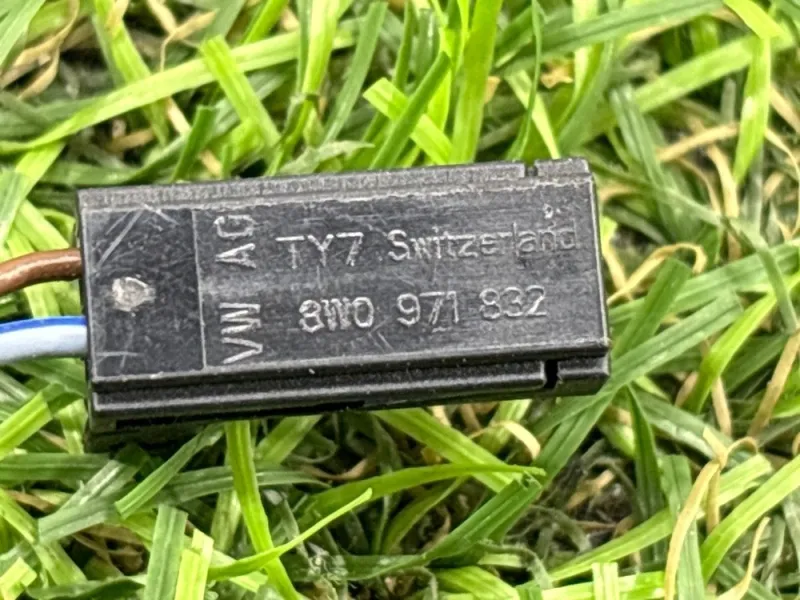 VW AG
TY7 Switzerland
8W0 971 832